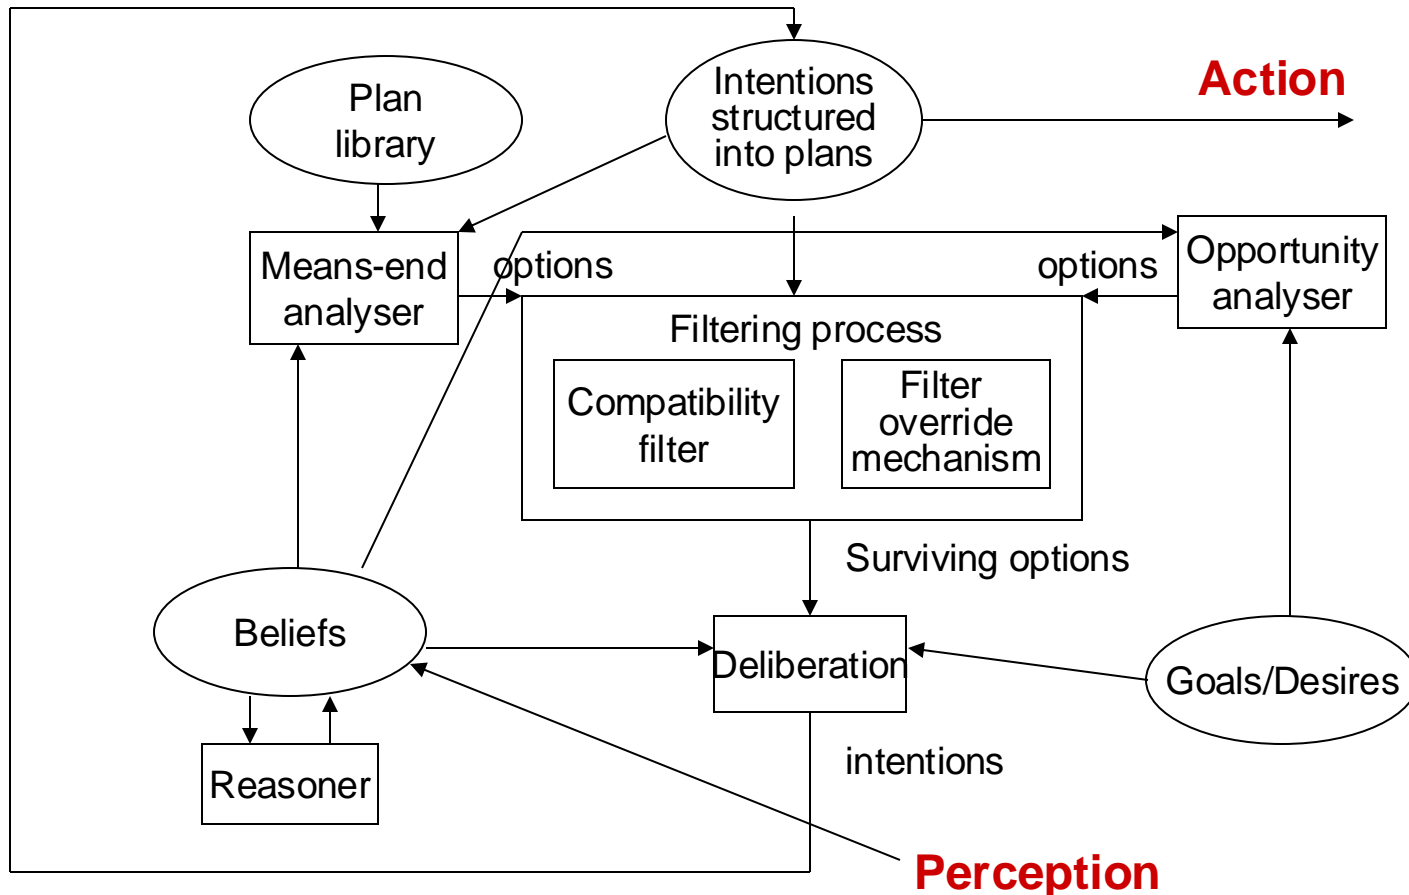 Plan
library
Intentions
structured
into plans
Action
Means-end
analyser
options
options
Opportunity
analyser
Filtering process
Compatibility
filter
Filter
override
mechanism
Surviving options
Beliefs
Deliberation
Goals/Desires
Reasoner
intentions
Perception